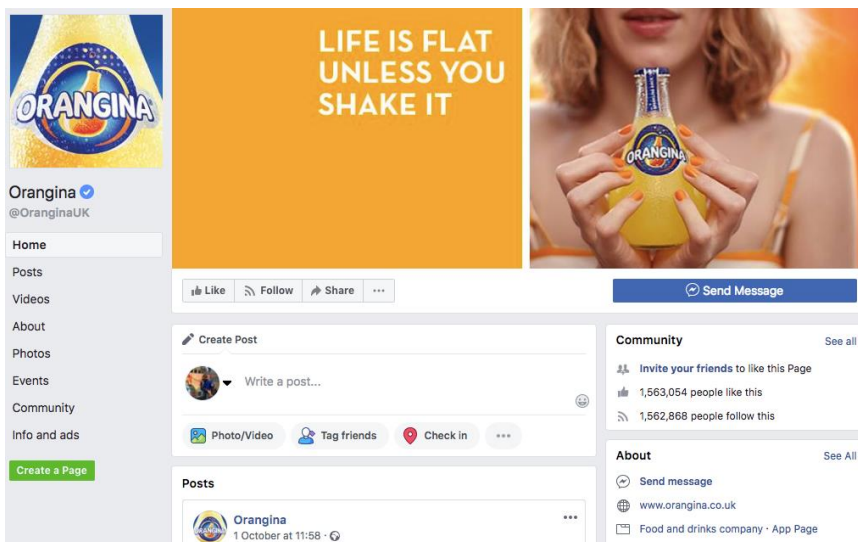 ORANGINA
Orangina
@OranginaUK
Home
Posts
Videos
About
Photos
Events
Community
Info and ads
Create a Page
LIFE IS FLAT
UNLESS YOU
SHAKE IT
ORANGINA
Like
Follow
Share
Send Message
Create Post
Write a post...
Photo/Video
Tag friends
Check in
Posts
Orangina
1 October at 11:58 ·
Community
See all
Invite your friends to like this Page
1,563,054 people like this
1,562,868 people follow this
About
See All
Send message
www.orangina.co.uk
Food and drinks company · App Page